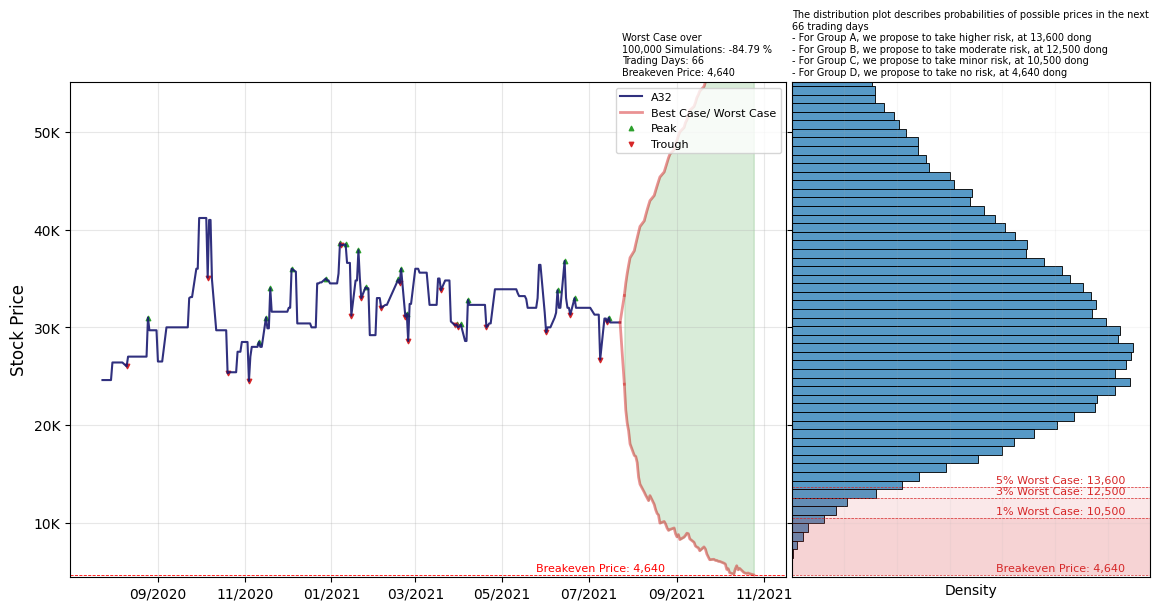 The distribution plot describes probabilities of possible prices in the next
66 trading days
- For Group A, we propose to take higher risk, at 13,600 dong
- For Group B, we propose to take moderate risk, at 12,500 dong
- For Group C, we propose to take minor risk, at 10,500 dong
- For Group D, we propose to take no risk, at 4,640 dong
Worst Case over
100,000 Simulations: -84.79 %
Trading Days: 66
Breakeven Price: 4,640
A32
Best Case/ Worst Case
Peak
Trough
Stock Price
50K
40K
30K
20K
10K
Breakeven Price: 4,640
09/2020
11/2020
01/2021
03/2021
05/2021
07/2021
09/2021
11/2021
5% Worst Case: 13,600
3% Worst Case: 12,500
1% Worst Case: 10,500
Breakeven Price: 4,640
Density